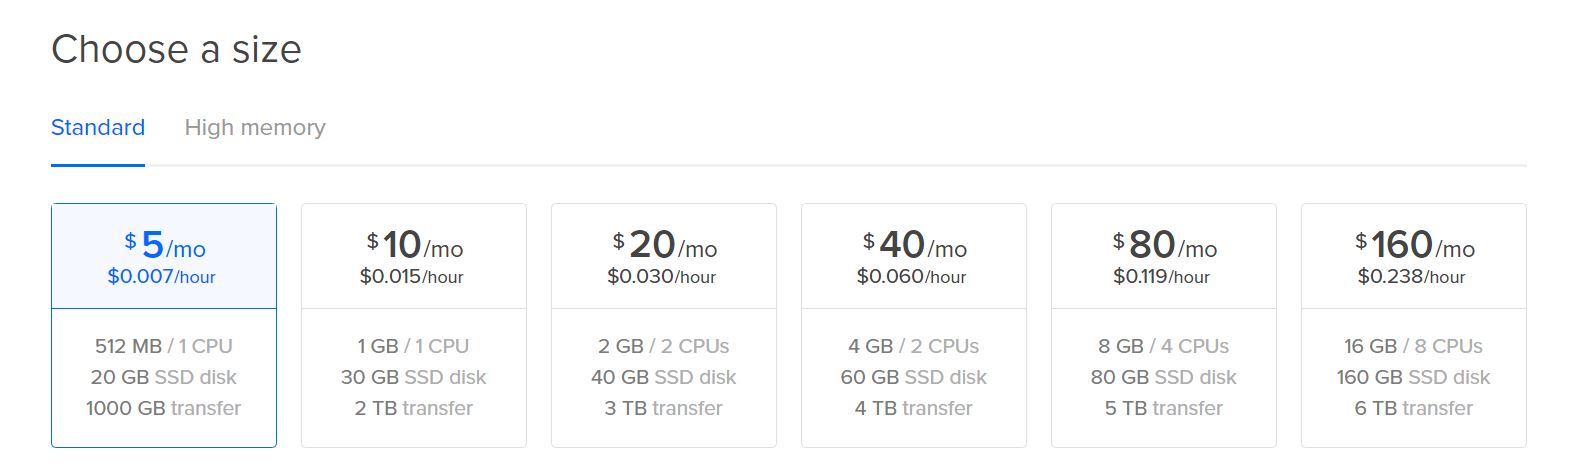 Choose a size
Standard
High memory
$5/mo
$0.007/hour
512 MB / 1 CPU
20 GB SSD disk
1000 GB transfer
$10/mo
$0.015/hour
1 GB / 1 CPU
30 GB SSD disk
2 TB transfer
$20/mo
$0.030/hour
2 GB / 2 CPUs
40 GB SSD disk
3 TB transfer
$40/mo
$0.060/hour
4 GB / 2 CPUs
60 GB SSD disk
4 TB transfer
$80/mo
$0.119/hour
8 GB / 4 CPUs
80 GB SSD disk
5 TB transfer
$160/mo
$0.238/hour
16 GB / 8 CPUs
160 GB SSD disk
6 TB transfer